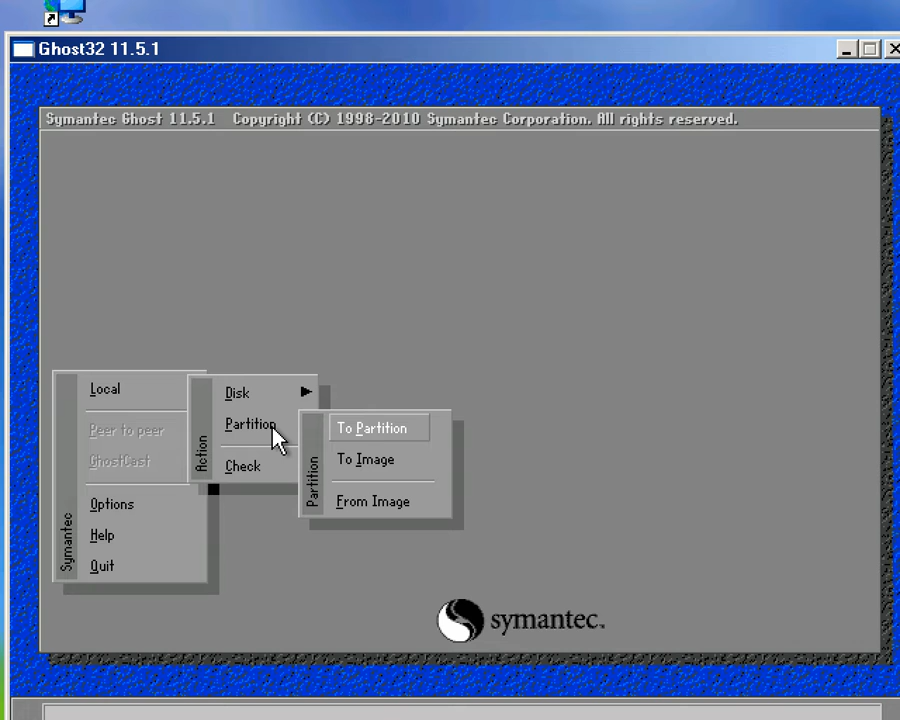 Ghost32 11.5.1
Symantec Ghost 11.5.1 Copyright (C) 1998-2010 Symantec Corporation. All rights reserved.
Local
Peer to peer
GhostCast
Options
Help
Quit
Symantec
Disk
Partition
Check
Action
To Partition
To Image
From Image
Partition
symantec.